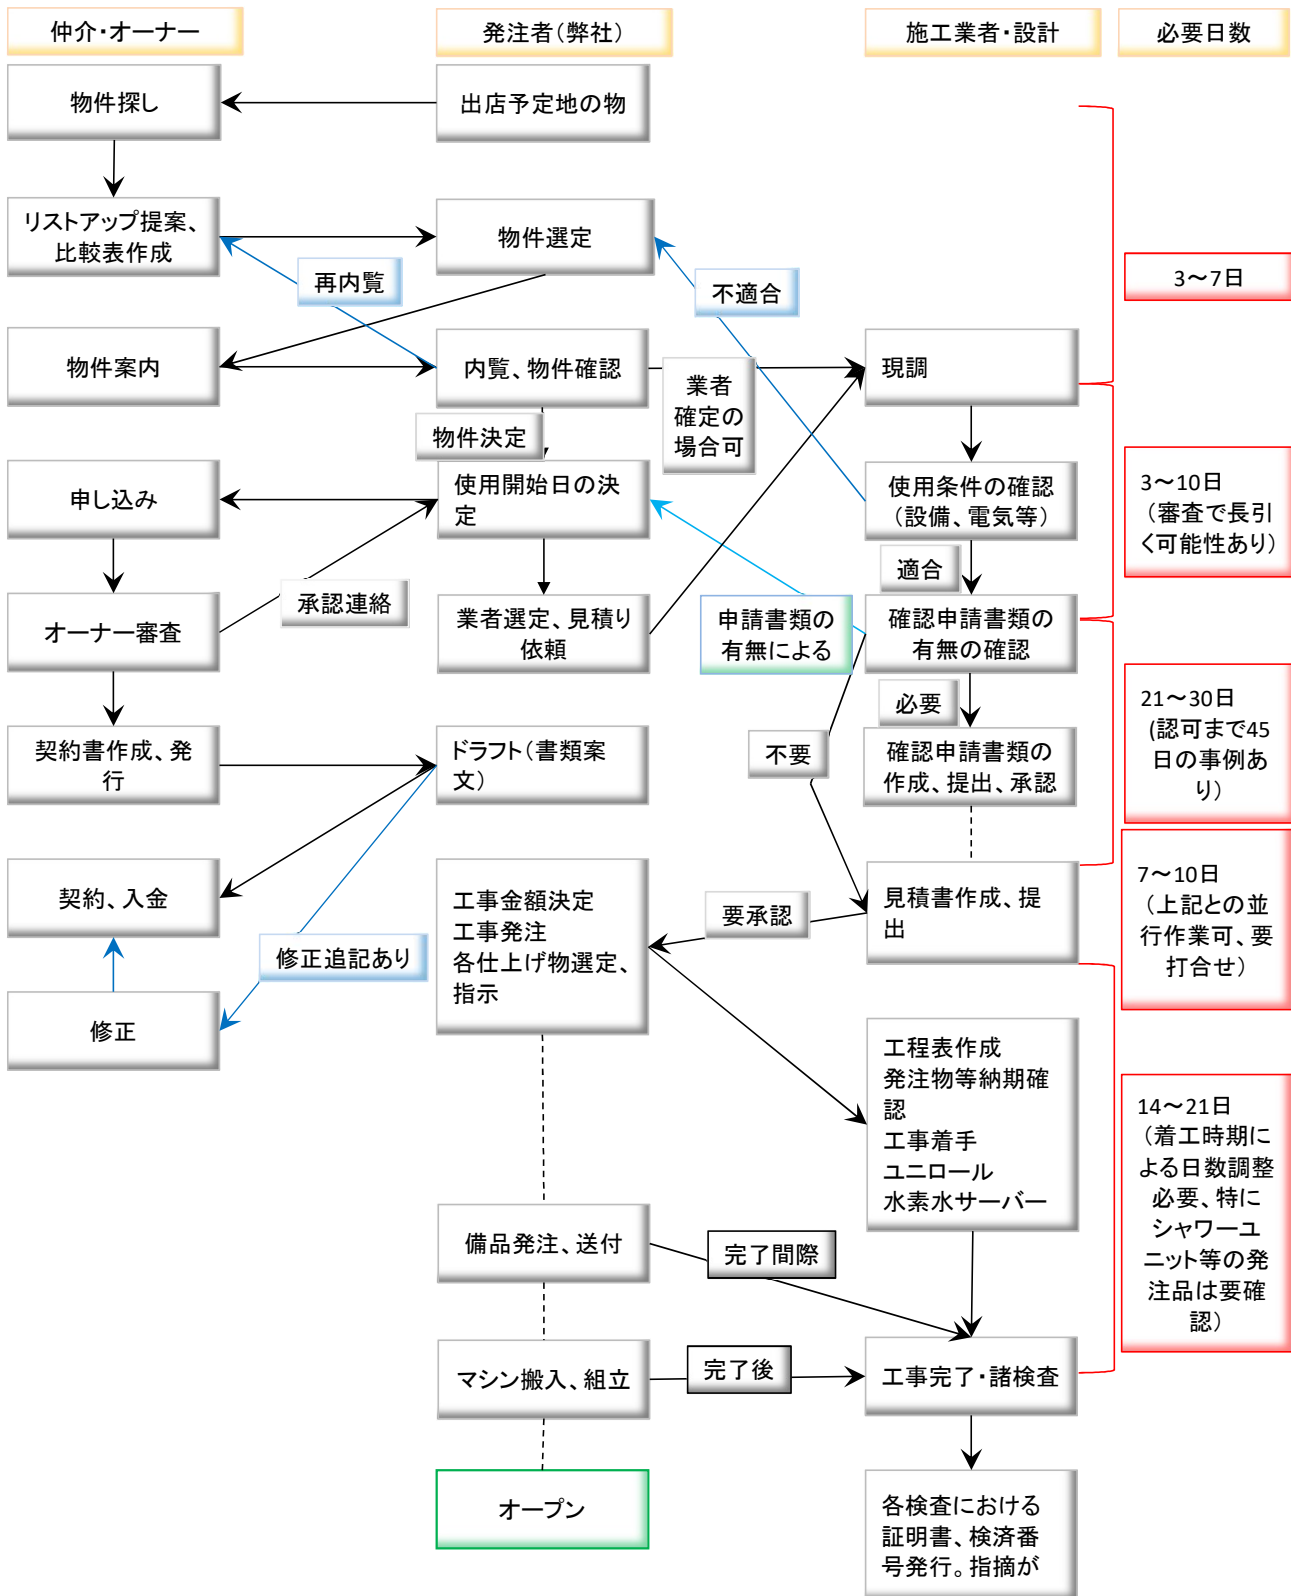 仲介・オーナー
発注者（弊社）
施工業者・設計
必要日数
物件探し
出店予定地の物
リストアップ提案、
比較表作成
物件選定
再内覧
不適合
3～7日
物件案内
内覧、物件確認
業者
確定の
場合可
現調
物件決定
申し込み
使用開始日の決
定
使用条件の確認
（設備、電気等）
3～10日
（審査で長引
く可能性あり）
適合
承認連絡
オーナー審査
業者選定、見積り
依頼
申請書類の
有無による
確認申請書類の
有無の確認
必要
不要
21～30日
(認可まで45
日の事例あ
り）
契約書作成、発
行
ドラフト（書類案
文）
確認申請書類の
作成、提出、承認
契約、入金
工事金額決定
工事発注
各仕上げ物選定、
指示
要承認
見積書作成、提
出
7～10日
（上記との並
行作業可、要
打合せ）
修正追記あり
修正
工程表作成
発注物等納期確
認
工事着手
ユニロール
水素水サーバー
14～21日
（着工時期に
よる日数調整
必要、特に
シャワーユ
ニット等の発
注品は要確
認）
備品発注、送付
完了間際
マシン搬入、組立
完了後
工事完了・諸検査
オープン
各検査における
証明書、検済番
号発行。指摘が